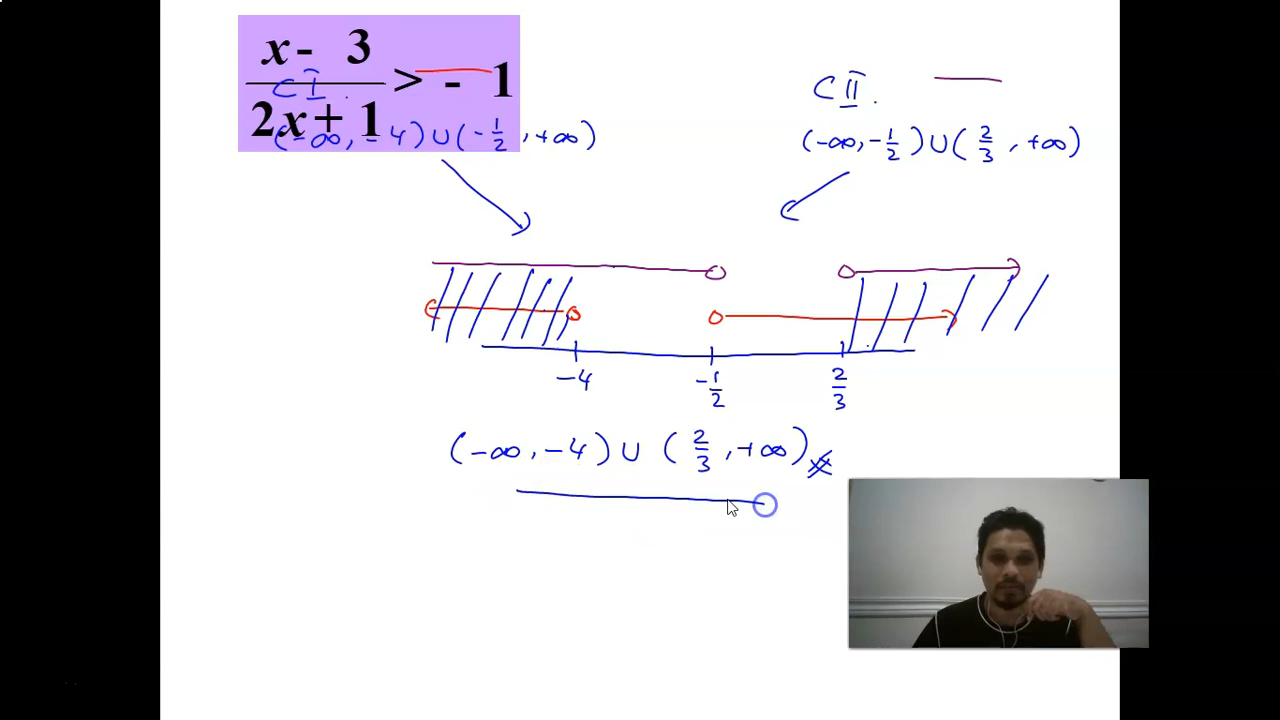 x - 3
2x + 1
> - 1
C I
(-∞, -4) ∪ (-1/2, +∞)
C II.
(-∞, -1/2) ∪ (2/3, +∞)
-4
-1/2
2/3
(-∞, -4) ∪ (2/3, +∞)